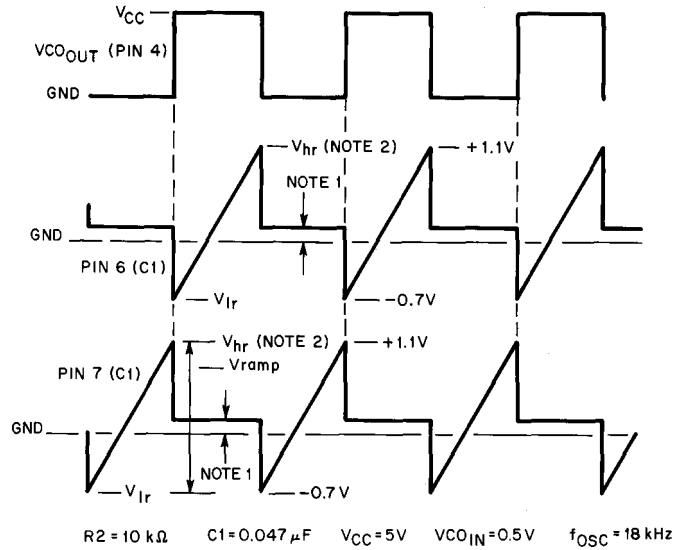 VCC
VCOOUT (PIN 4)
GND
Vhr (NOTE 2)
+1.1V
NOTE 1
GND
PIN 6 (C1)
Vlr
-0.7V
Vhr (NOTE 2)
+1.1V
PIN 7 (C1)
Vramp
GND
NOTE 1
Vlr
-0.7V
R2 = 10 kΩ C1 = 0.047 µF VCC = 5V VCOIN = 0.5V fOSC = 18 kHz